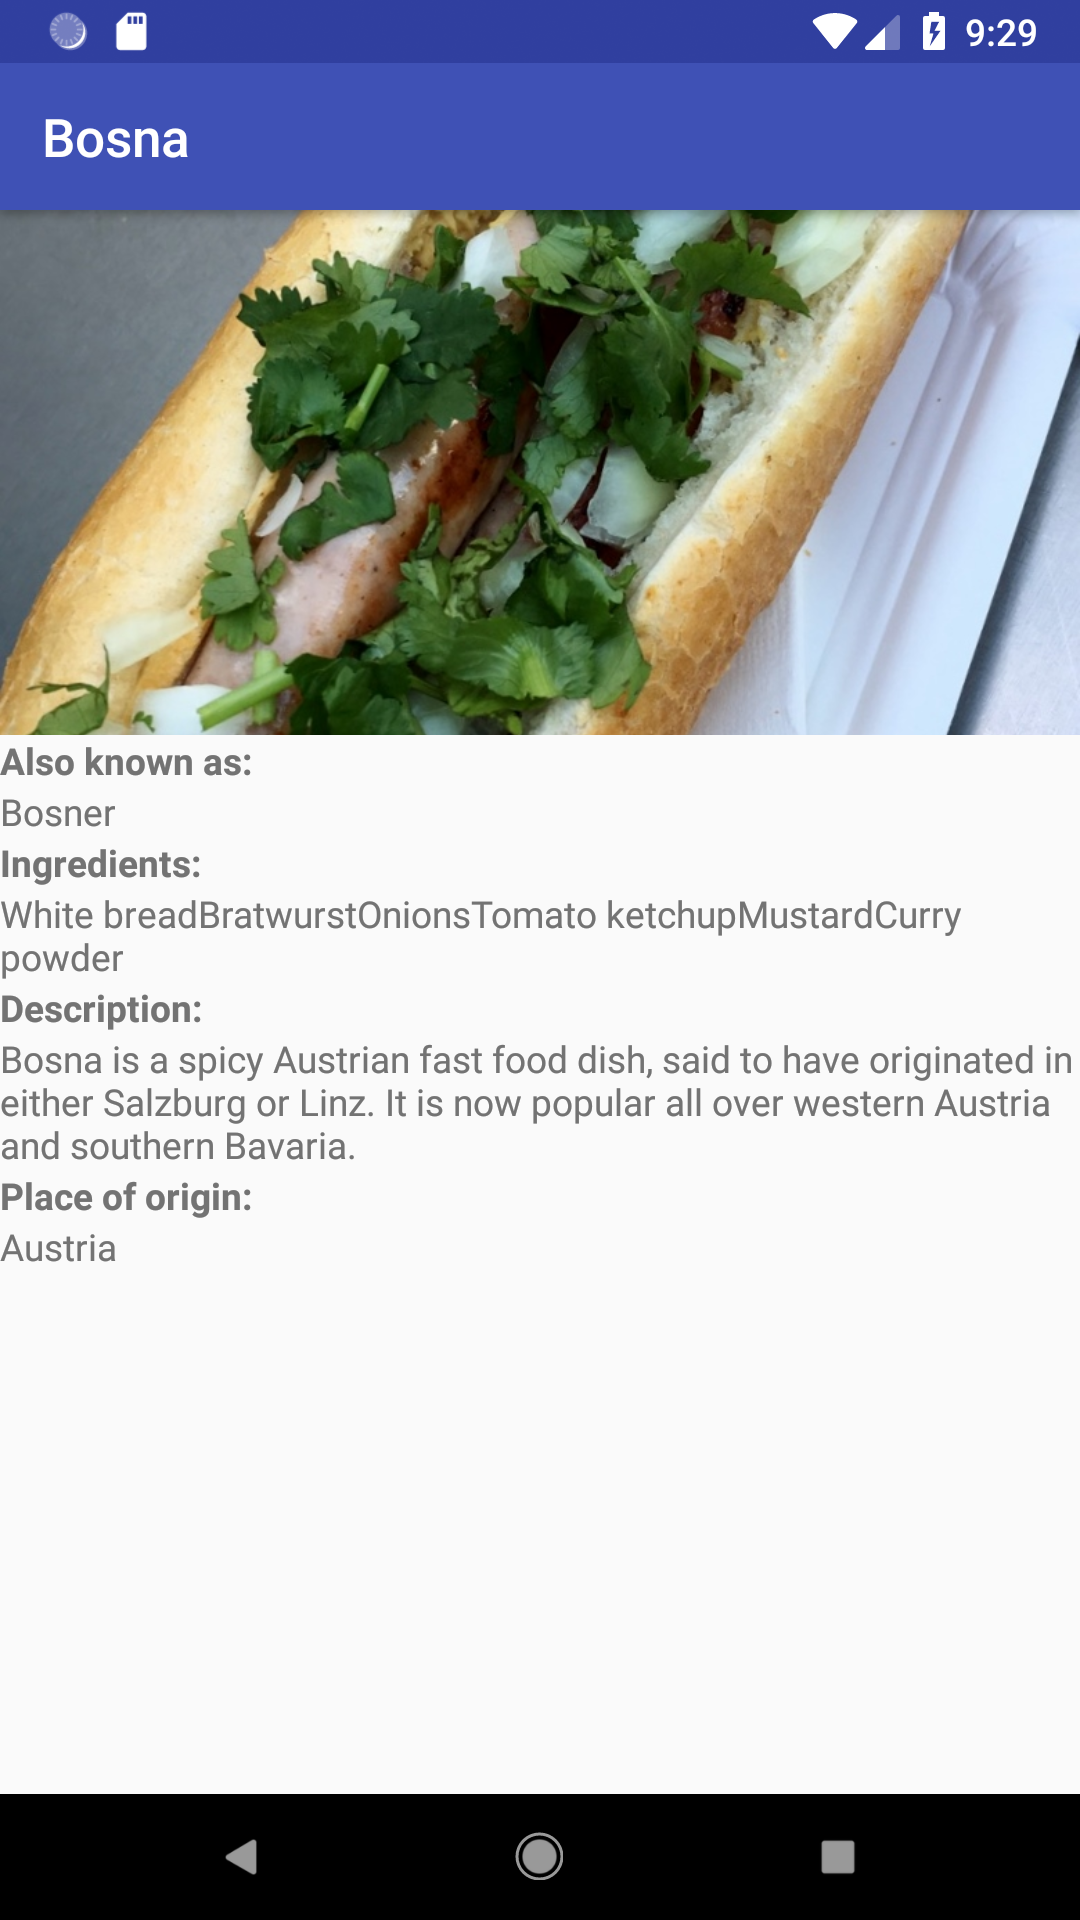 9:29
Bosna
Also known as:
Bosner
Ingredients:
White breadBratwurstOnionsTomato ketchupMustardCurry
powder
Description:
Bosna is a spicy Austrian fast food dish, said to have originated in
either Salzburg or Linz. It is now popular all over western Austria
and southern Bavaria.
Place of origin:
Austria